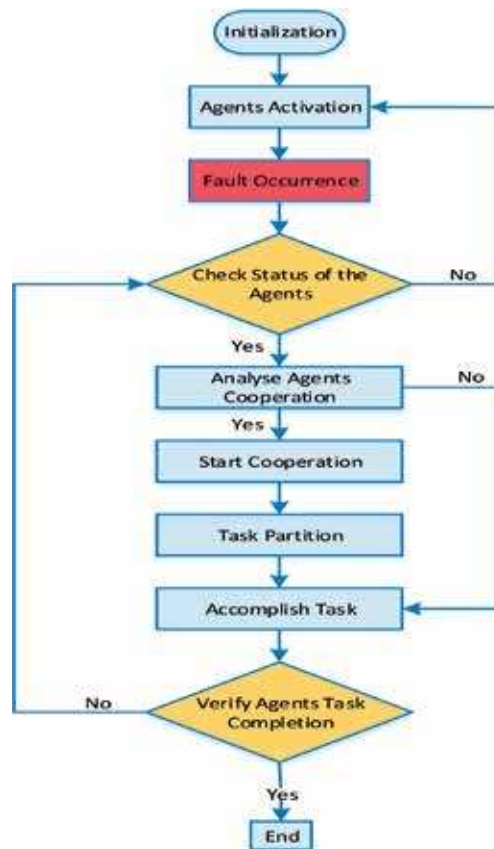 Initialization
Agents Activation
Fault Occurrence
Check Status of the
Agents
No
Yes
Analyse Agents
Cooperation
No
Yes
Start Cooperation
Task Partition
Accomplish Task
Verify Agents Task
Completion
No
Yes
End